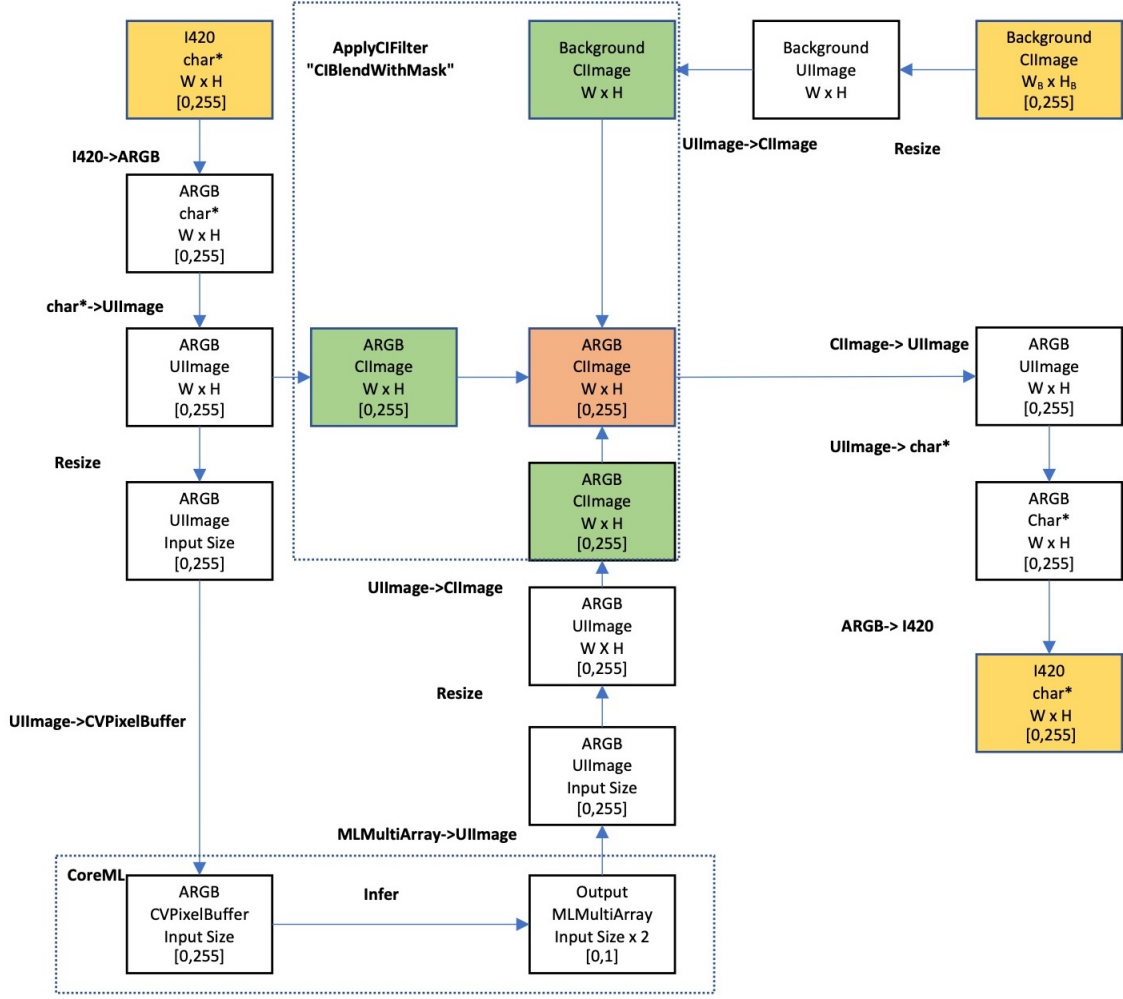 I420
char*
W x H
[0,255]
ApplyCIFilter
"CIBlendWithMask"
Background
CIImage
W x H
Background
UIImage
W x H
Background
CIImage
W_B x H_B
[0,255]
UIImage->CIImage
Resize
I420->ARGB
ARGB
char*
W x H
[0,255]
char*->UIImage
ARGB
UIImage
W x H
[0,255]
ARGB
CIImage
W x H
[0,255]
ARGB
CIImage
W x H
[0,255]
CIImage-> UIImage
ARGB
UIImage
W x H
[0,255]
Resize
UIImage-> char*
ARGB
UIImage
Input Size
[0,255]
ARGB
CIImage
W x H
[0,255]
ARGB
Char*
W x H
[0,255]
UIImage->CIImage
ARGB
UIImage
W X H
[0,255]
ARGB-> I420
Resize
I420
char*
W x H
[0,255]
UIImage->CVPixelBuffer
ARGB
UIImage
Input Size
[0,255]
MLMultiArray->UIImage
CoreML
ARGB
CVPixelBuffer
Input Size
[0,255]
Infer
Output
MLMultiArray
Input Size x 2
[0,1]